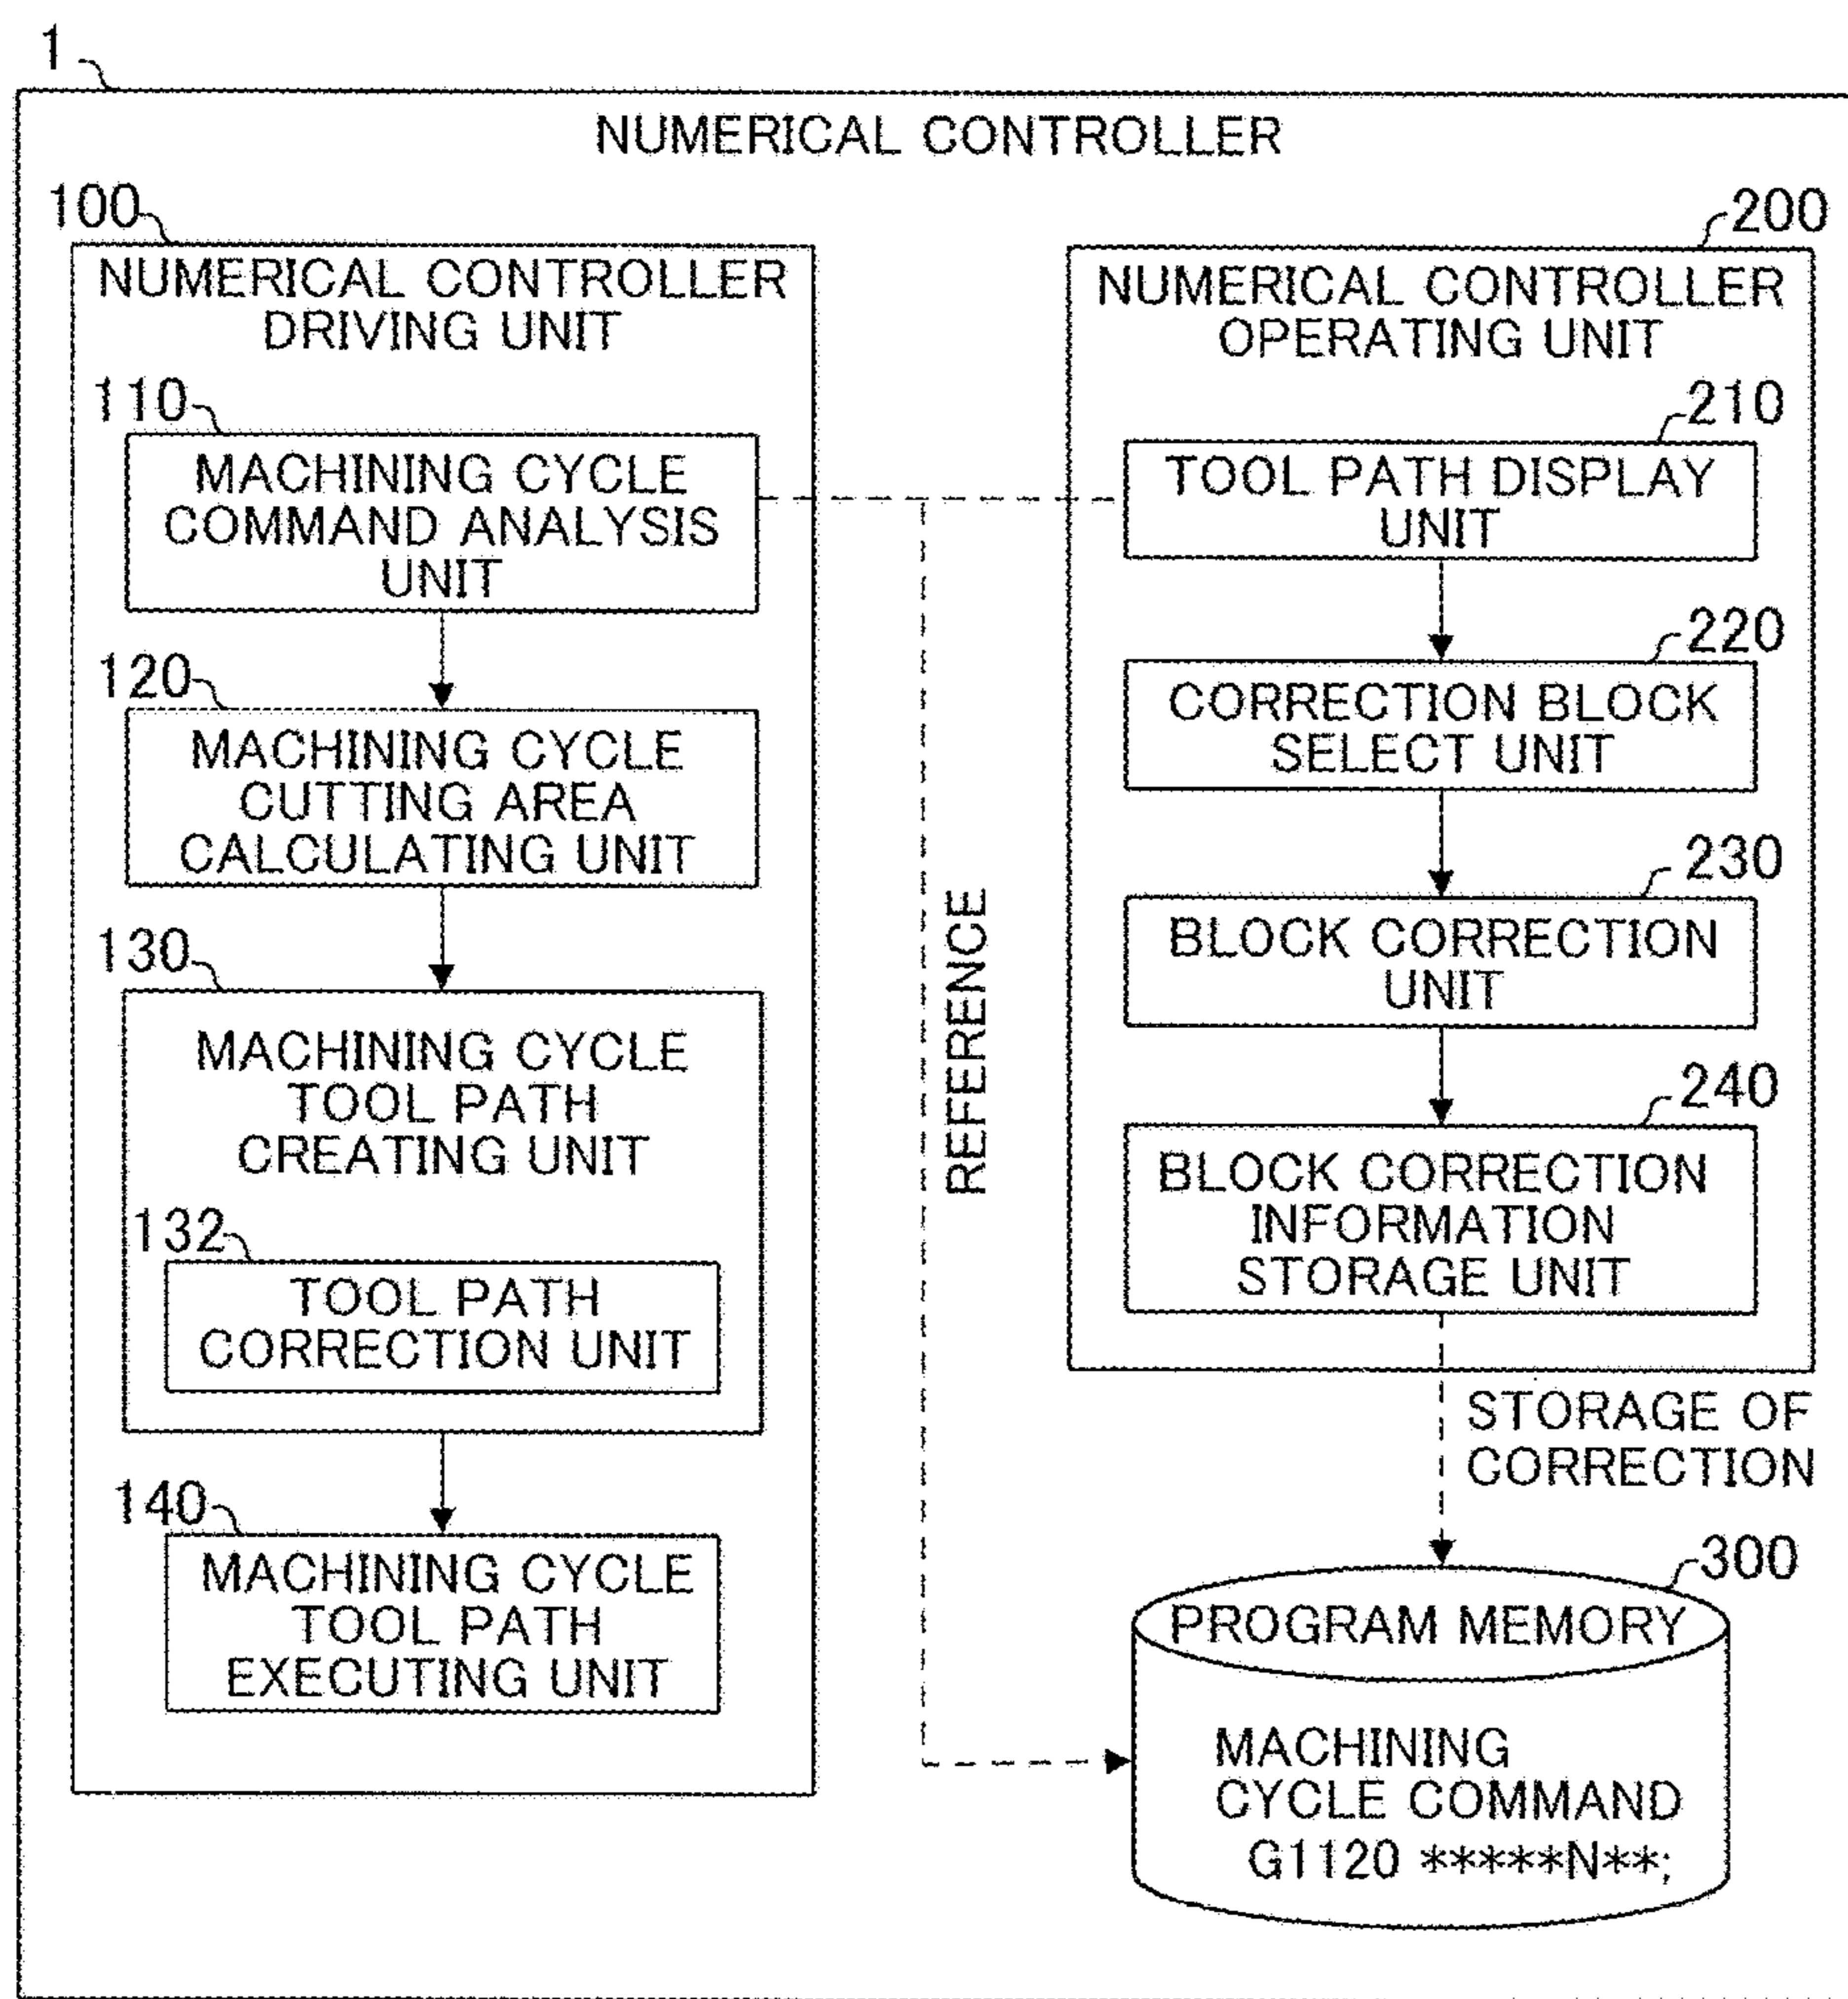 1
NUMERICAL CONTROLLER
100
NUMERICAL CONTROLLER
DRIVING UNIT
110
MACHINING CYCLE
COMMAND ANALYSIS
UNIT
120
MACHINING CYCLE
CUTTING AREA
CALCULATING UNIT
130
MACHINING CYCLE
TOOL PATH
CREATING UNIT
132
TOOL PATH
CORRECTION UNIT
140
MACHINING CYCLE
TOOL PATH
EXECUTING UNIT
REFERENCE
200
NUMERICAL CONTROLLER
OPERATING UNIT
210
TOOL PATH DISPLAY
UNIT
220
CORRECTION BLOCK
SELECT UNIT
230
BLOCK CORRECTION
UNIT
240
BLOCK CORRECTION
INFORMATION
STORAGE UNIT
STORAGE OF
CORRECTION
300
PROGRAM MEMORY
MACHINING
CYCLE COMMAND
G1120 *****N**;